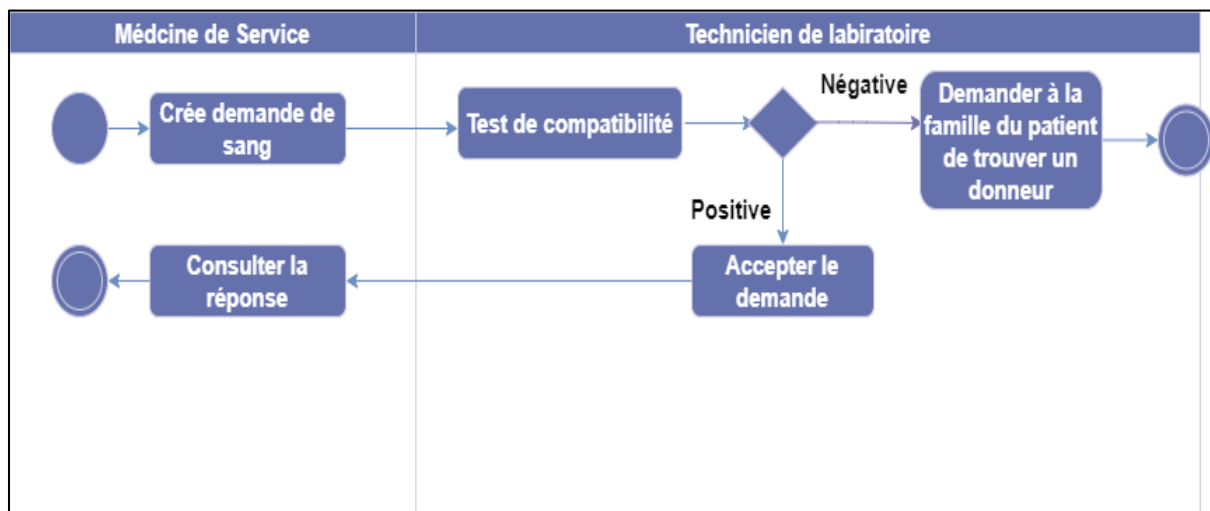 Médcine de Service
Technicien de labiratoire
Crée demande de
sang
Test de compatibilité
Négative
Demander à la
famille du patient
de trouver un
donneur
Positive
Consulter la
réponse
Accepter le
demande